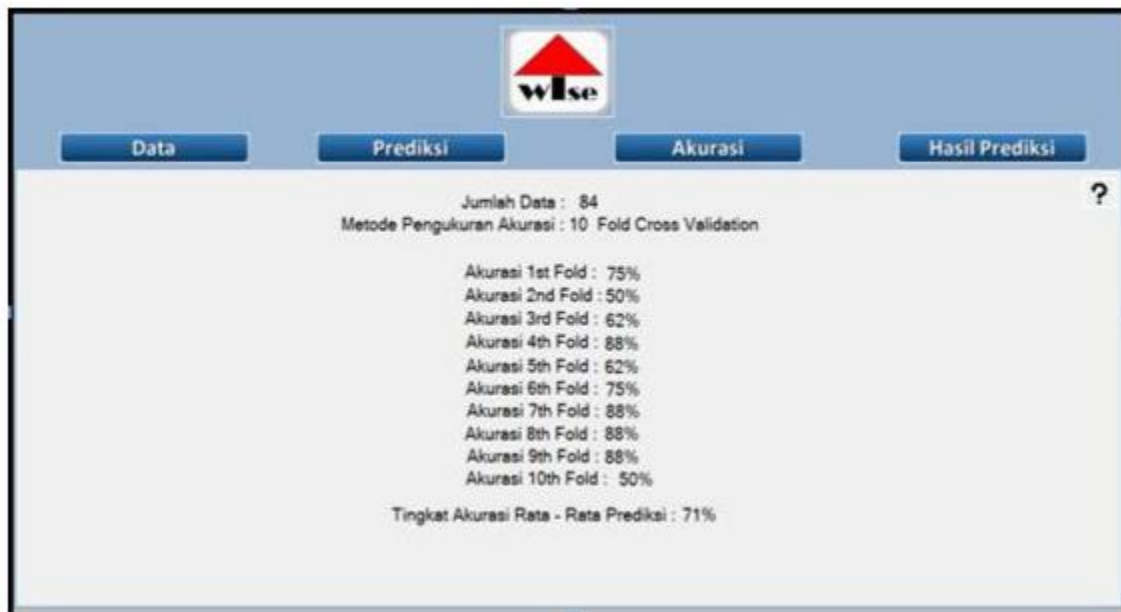 wIse
Data Prediksi Akurasi Hasil Prediksi
?
Jumlah Data : 84
Metode Pengukuran Akurasi : 10 Fold Cross Validation
Akurasi 1st Fold : 75%
Akurasi 2nd Fold : 50%
Akurasi 3rd Fold : 62%
Akurasi 4th Fold : 88%
Akurasi 5th Fold : 62%
Akurasi 6th Fold : 75%
Akurasi 7th Fold : 88%
Akurasi 8th Fold : 88%
Akurasi 9th Fold : 88%
Akurasi 10th Fold : 50%
Tingkat Akurasi Rata - Rata Prediksi : 71%